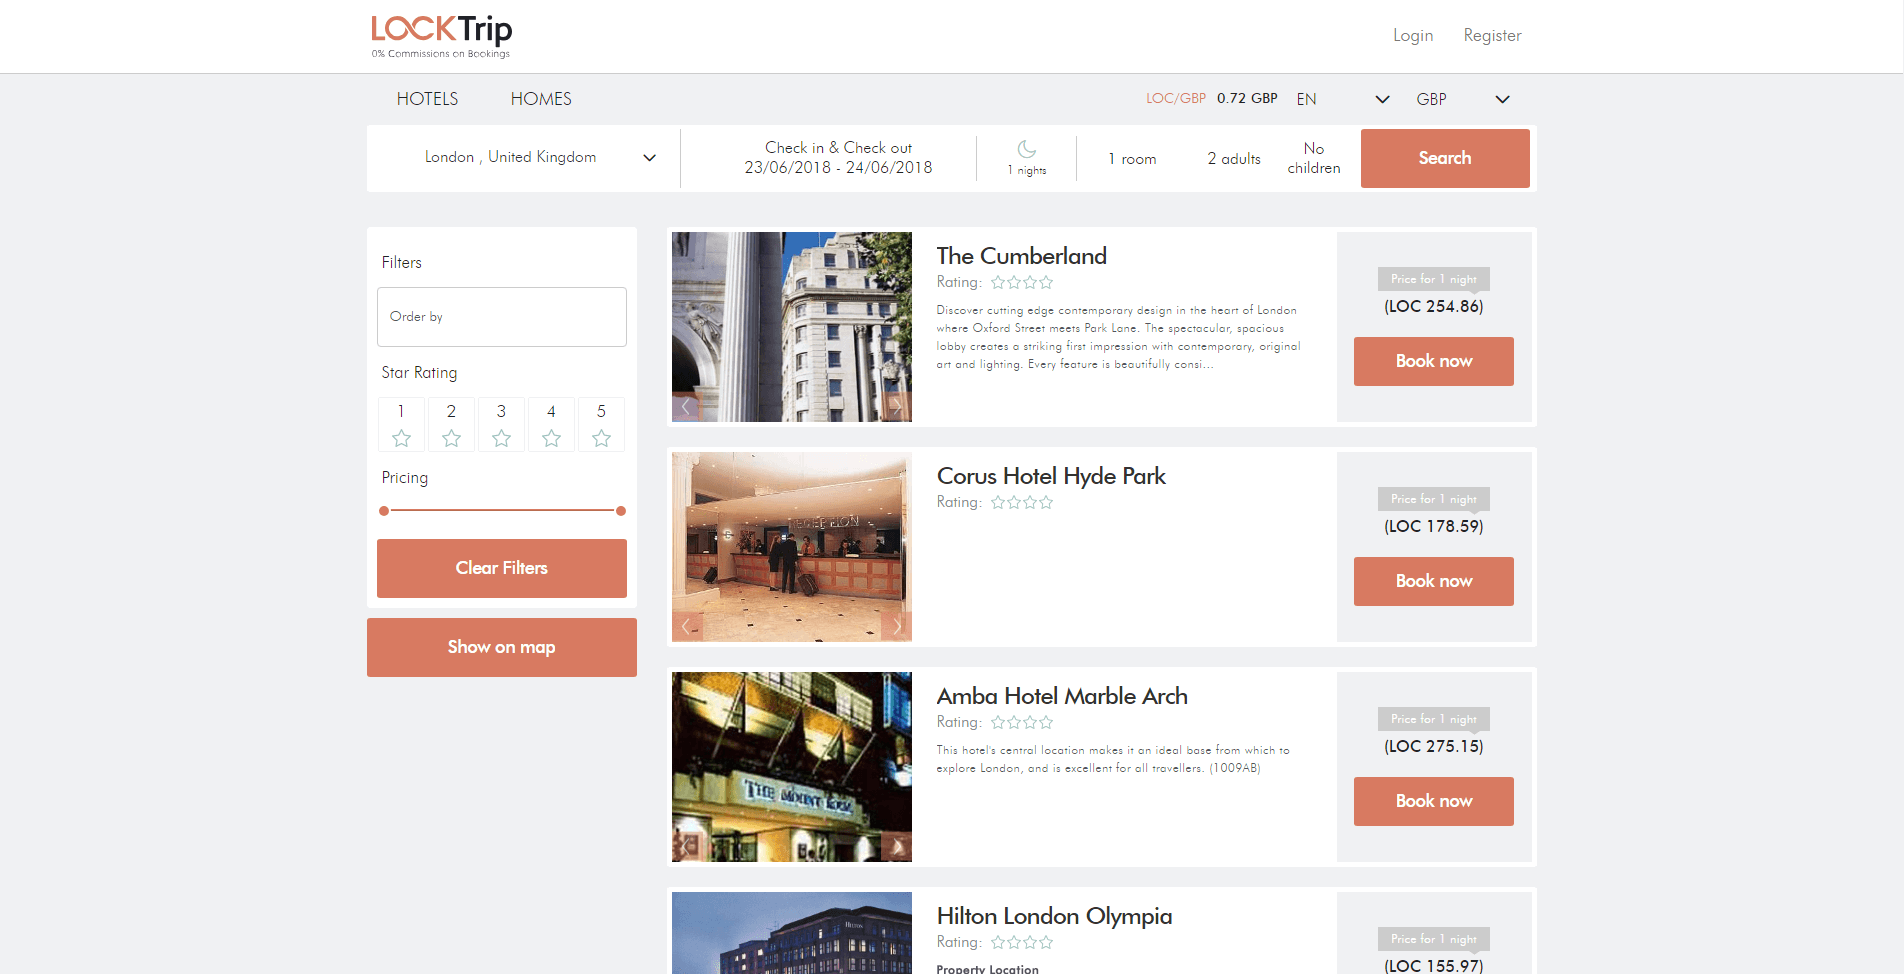 LOCKTrip
0% Commissions on Bookings
Login
Register
HOTELS
HOMES
LOC/GBP 0.72 GBP
EN
GBP
London , United Kingdom
Check in & Check out
23/06/2018 - 24/06/2018
1 nights
1 room
2 adults
No
children
Search
Filters
Order by
Star Rating
1 2 3 4 5
Pricing
Clear Filters
Show on map
The Cumberland
Rating:
Discover cutting edge contemporary design in the heart of London
where Oxford Street meets Park Lane. The spectacular, spacious
lobby creates a striking first impression with contemporary, original
art and lighting. Every feature is beautifully consi...
Price for 1 night
(LOC 254.86)
Book now
RECEPTION
Corus Hotel Hyde Park
Rating:
Price for 1 night
(LOC 178.59)
Book now
THE MOUNT
Amba Hotel Marble Arch
Rating:
This hotel's central location makes it an ideal base from which to
explore London, and is excellent for all travellers. (1009AB)
Price for 1 night
(LOC 275.15)
Book now
HILTON
Hilton London Olympia
Rating:
Property Location
Price for 1 night
(LOC 155.97)